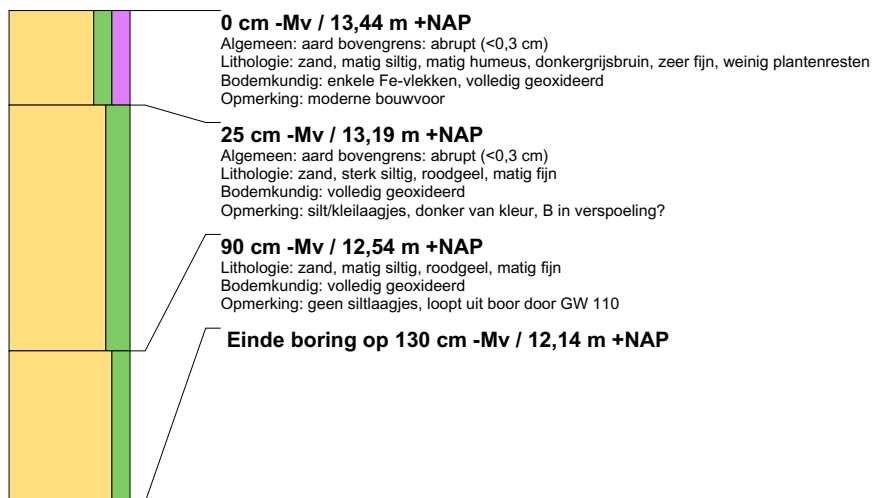 0 cm -Mv / 13,44 m +NAP
Algemeen: aard bovengrens: abrupt (<0,3 cm)
Lithologie: zand, matig siltig, matig humeus, donkergrijsbruin, zeer fijn, weinig plantenresten
Bodemkundig: enkele Fe-vlekken, volledig geoxideerd
Opmerking: moderne bouwvoor
25 cm -Mv / 13,19 m +NAP
Algemeen: aard bovengrens: abrupt (<0,3 cm)
Lithologie: zand, sterk siltig, roodgeel, matig fijn
Bodemkundig: volledig geoxideerd
Opmerking: silt/kleilaagjes, donker van kleur, B in verspoeling?
90 cm -Mv / 12,54 m +NAP
Lithologie: zand, matig siltig, roodgeel, matig fijn
Bodemkundig: volledig geoxideerd
Opmerking: geen siltlaagjes, loopt uit boor door GW 110
Einde boring op 130 cm -Mv / 12,14 m +NAP